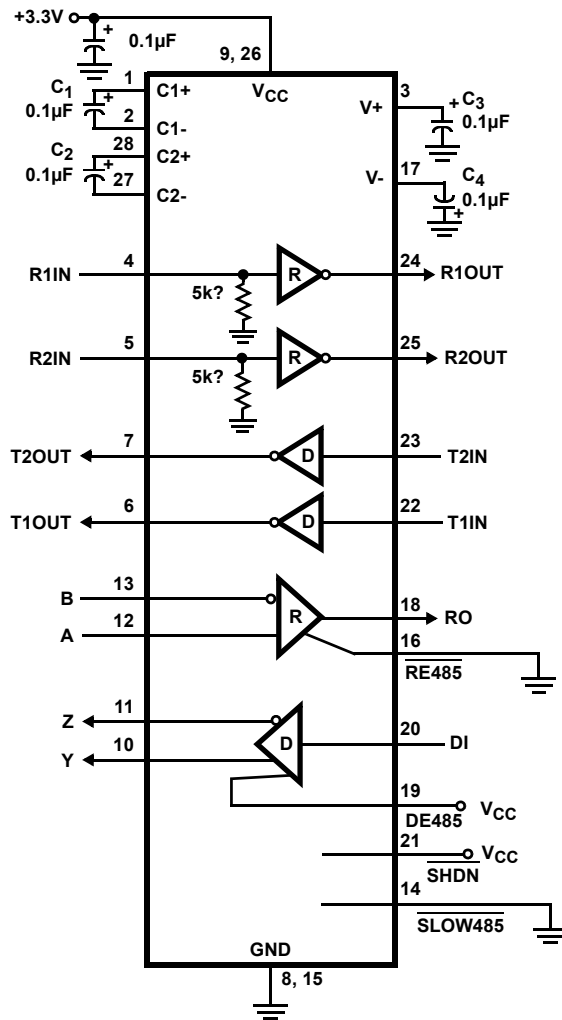 +3.3V
0.1µF
9, 26
VCC
C1
0.1µF
1
C1+
2
C1-
C2
0.1µF
28
C2+
27
C2-
3
V+
+ C3
0.1µF
17
V-
C4
0.1µF
+
+
+
+
R1IN
4
5k?
R
24
R1OUT
R2IN
5
5k?
R
25
R2OUT
T2OUT
7
D
23
T2IN
T1OUT
6
D
22
T1IN
B
13
A
12
R
18
RO
16
RE485
Z
11
Y
10
D
20
DI
19
DE485
VCC
21
SHDN
VCC
14
SLOW485
GND
8, 15